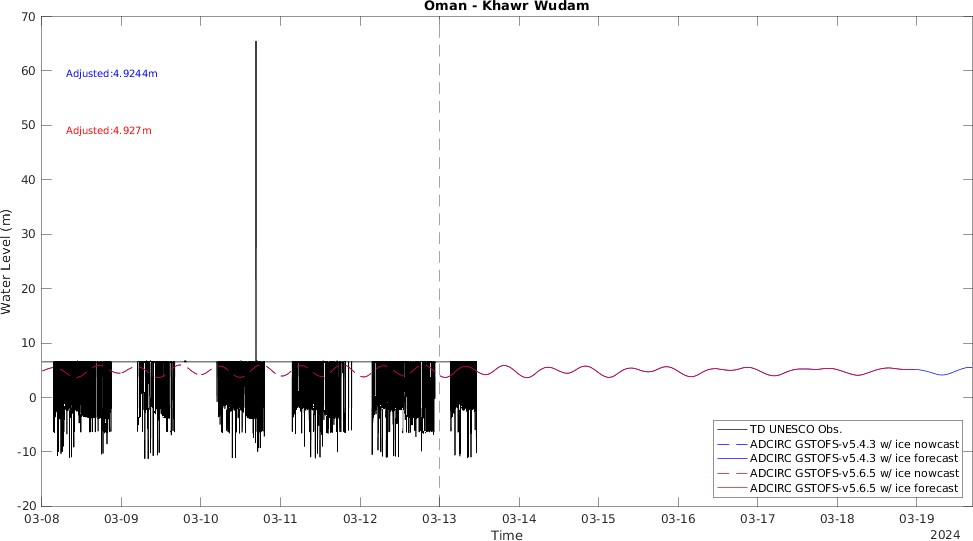 Oman - Khawr Wudam
70
60
50
40
30
20
10
0
-10
-20
Water Level (m)
Adjusted:4.9244m
Adjusted:4.927m
TD UNESCO Obs.
ADCIRC GSTOFS-v5.4.3 w/ ice nowcast
ADCIRC GSTOFS-v5.4.3 w/ ice forecast
ADCIRC GSTOFS-v5.6.5 w/ ice nowcast
ADCIRC GSTOFS-v5.6.5 w/ ice forecast
03-08 03-09 03-10 03-11 03-12 03-13 03-14 03-15 03-16 03-17 03-18 03-19
2024
Time